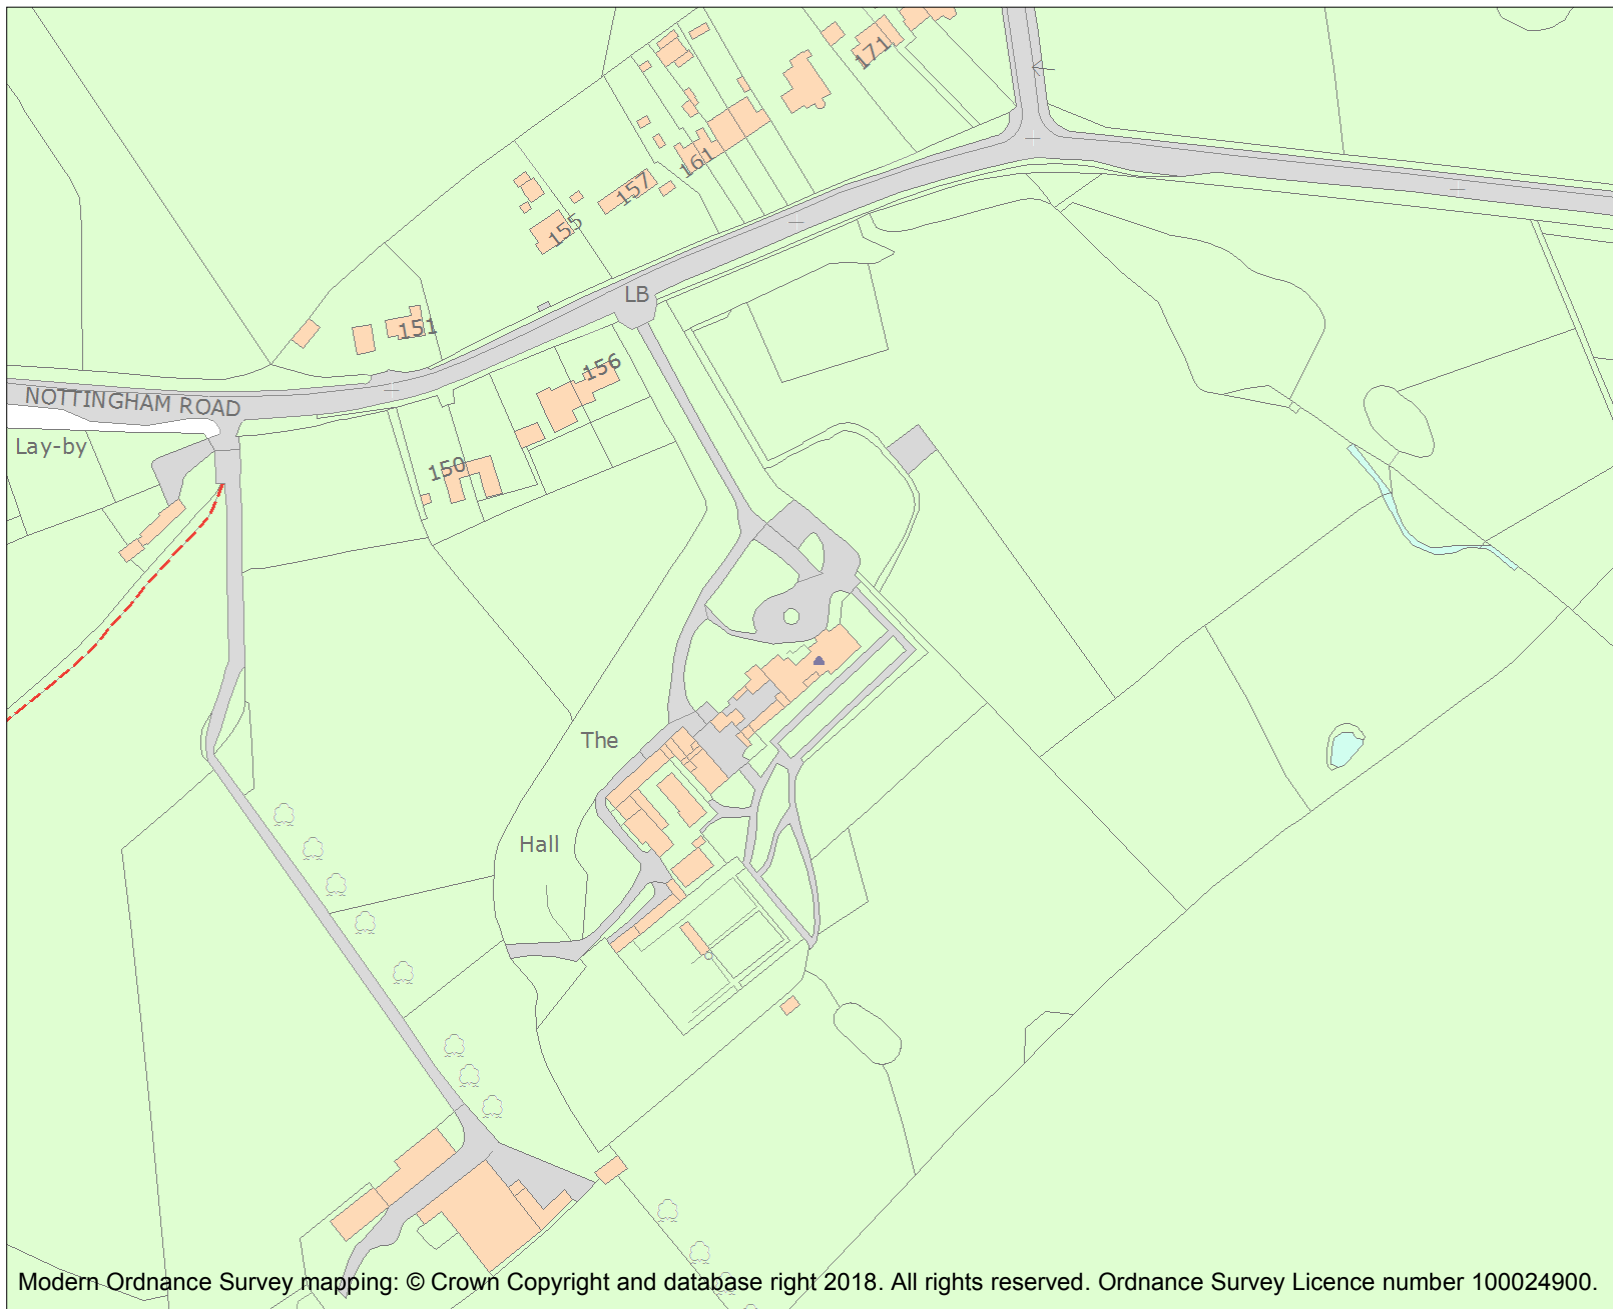 171
161
157
155
LB
151
156
NOTTINGHAM ROAD
Lay-by
150
The
Hall
Modern Ordnance Survey mapping: © Crown Copyright and database right 2018. All rights reserved. Ordnance Survey Licence number 100024900.